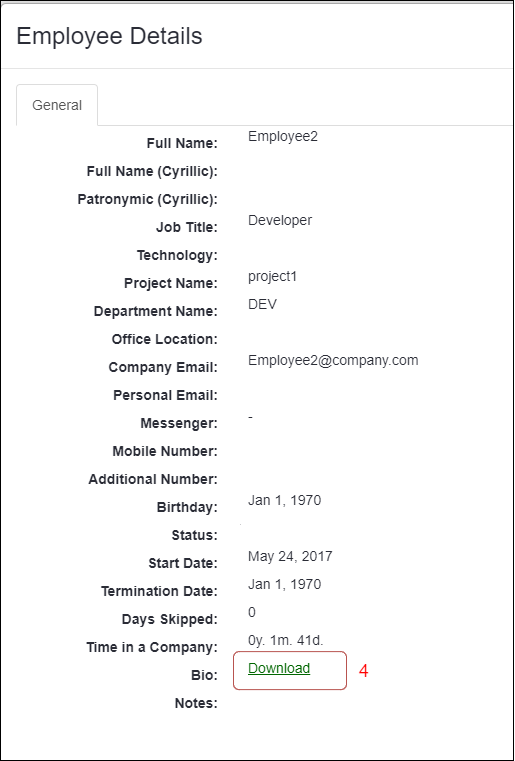 Employee Details
General
Full Name: Employee2
Full Name (Cyrillic):
Patronymic (Cyrillic):
Job Title: Developer
Technology:
Project Name: project1
Department Name: DEV
Office Location:
Company Email: Employee2@company.com
Personal Email:
Messenger: -
Mobile Number:
Additional Number:
Birthday: Jan 1, 1970
Status:
Start Date: May 24, 2017
Termination Date: Jan 1, 1970
Days Skipped: 0
Time in a Company: 0y. 1m. 41d.
Bio: Download 4
Notes: